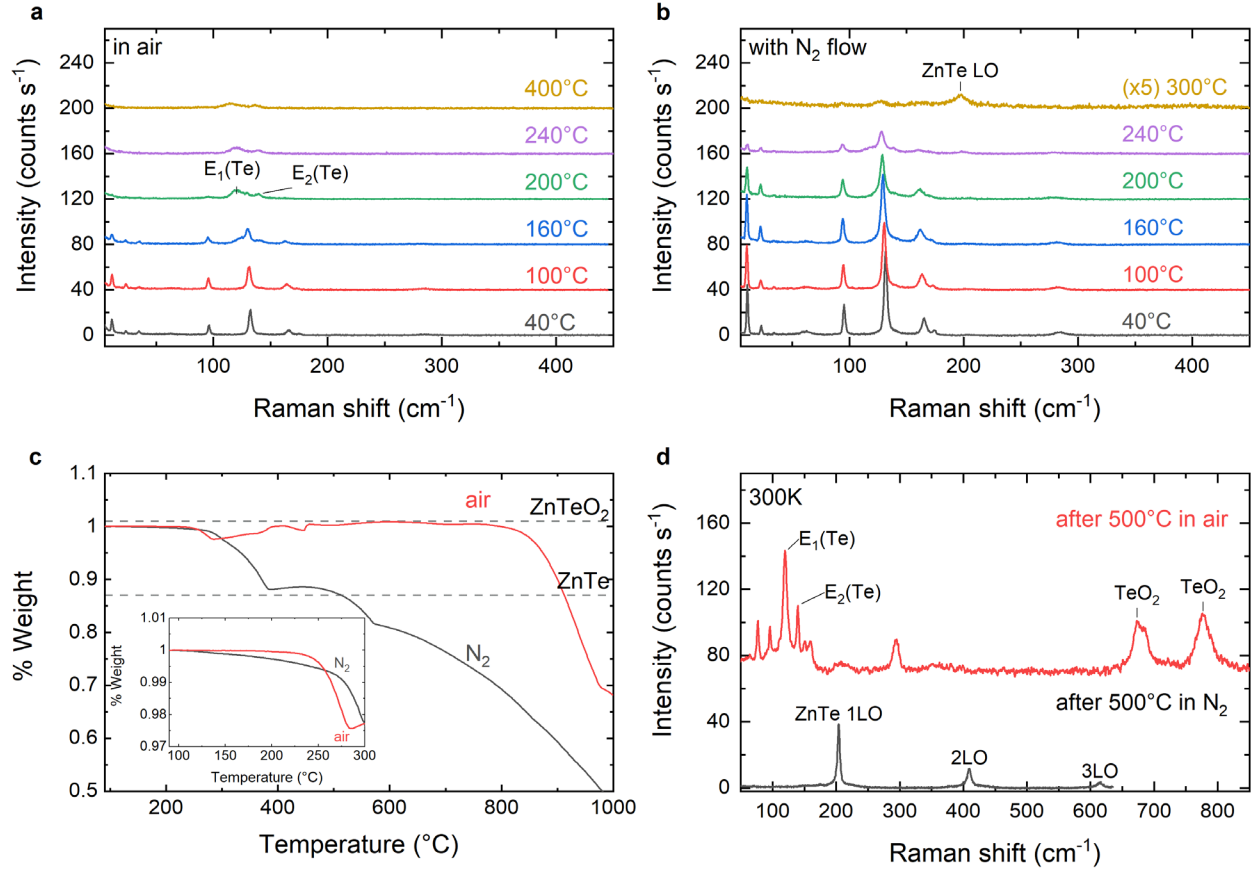 a
in air
240
200
160
120
80
40
0
400°C
240°C
E₁(Te)
E₂(Te)
200°C
160°C
100°C
40°C
100
200
300
400
Intensity (counts s⁻¹)
Raman shift (cm⁻¹)
b
with N₂ flow
ZnTe LO
240
200
160
120
80
40
0
(x5) 300°C
240°C
200°C
160°C
100°C
40°C
100
200
300
400
Intensity (counts s⁻¹)
Raman shift (cm⁻¹)
c
1.1
1
0.9
0.8
0.7
0.6
0.5
air
ZnTeO₂
ZnTe
N₂
200
400
600
800
1000
% Weight
Temperature (°C)
1.01
1
0.99
0.98
0.97
N₂
air
100
150
200
250
300
% Weight
Temperature (°C)
d
300K
after 500°C in air
E₁(Te)
E₂(Te)
TeO₂
TeO₂
after 500°C in N₂
ZnTe 1LO
2LO
3LO
160
120
80
40
0
100
200
300
400
500
600
700
800
Intensity (counts s⁻¹)
Raman shift (cm⁻¹)